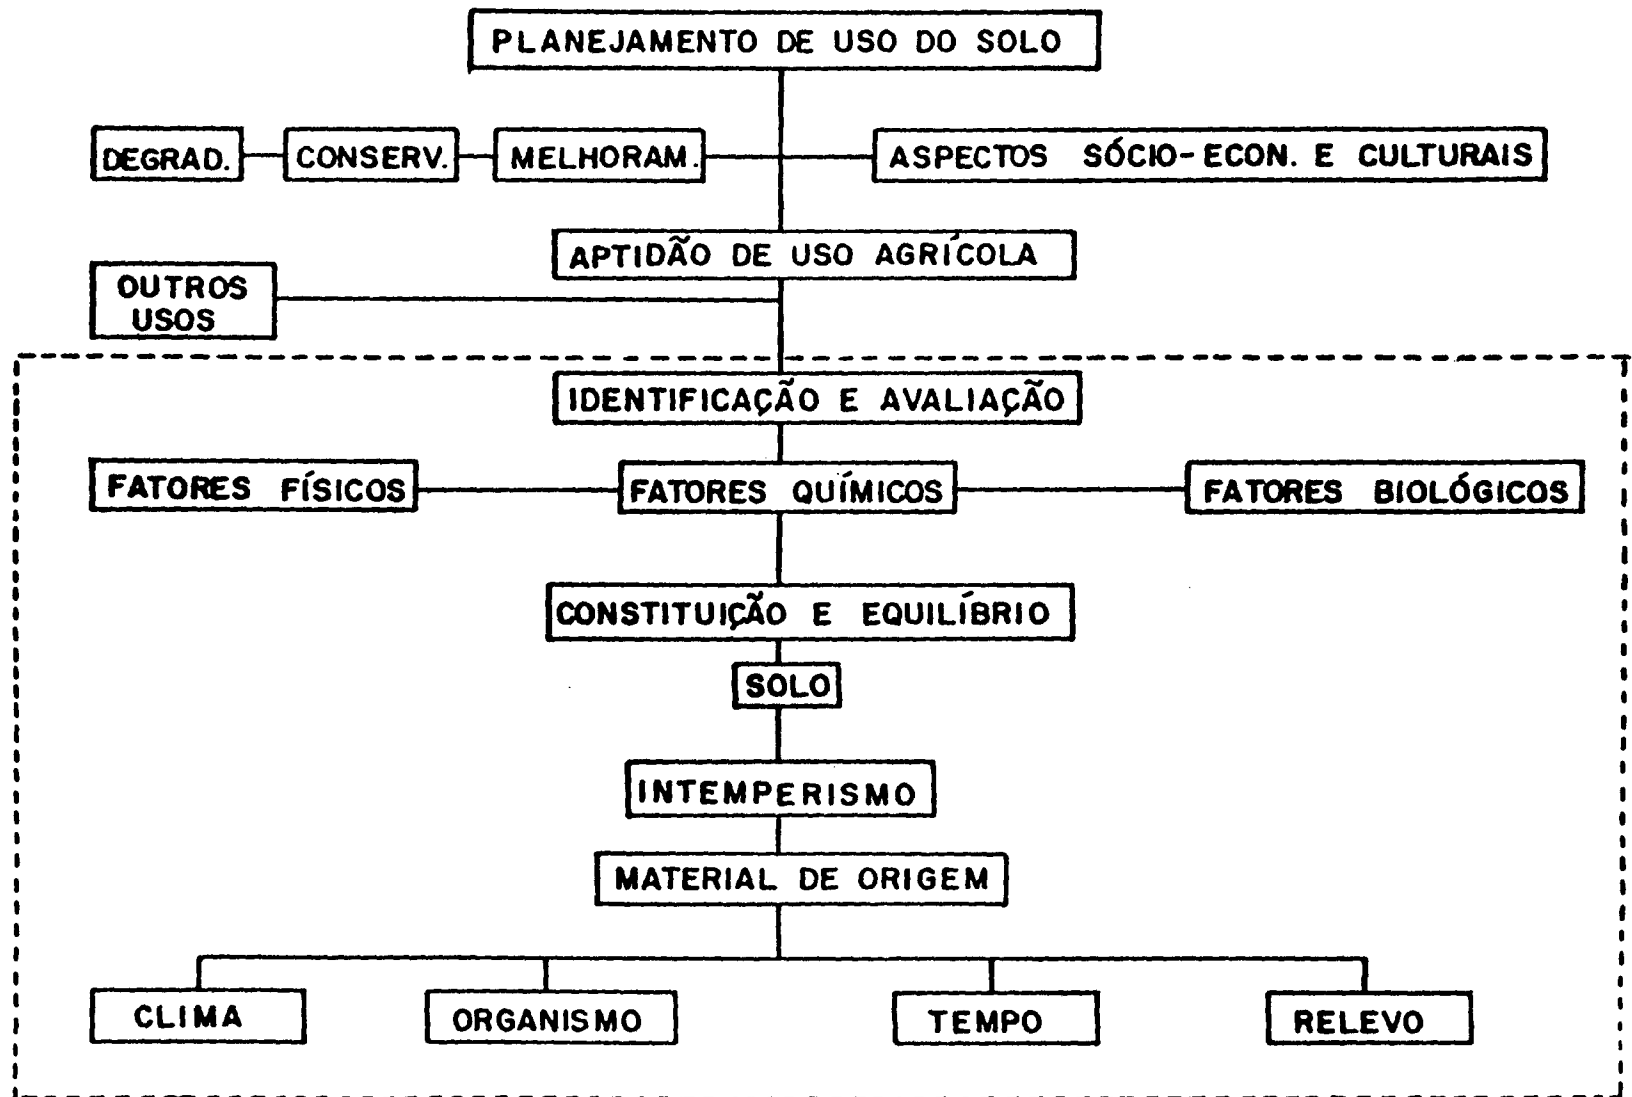 PLANEJAMENTO DE USO DO SOLO
DEGRAD.
CONSERV.
MELHORAM.
ASPECTOS SÓCIO-ECON. E CULTURAIS
APTIDÃO DE USO AGRÍCOLA
OUTROS
USOS
IDENTIFICAÇÃO E AVALIAÇÃO
FATORES FÍSICOS
FATORES QUÍMICOS
FATORES BIOLÓGICOS
CONSTITUIÇÃO E EQUILÍBRIO
SOLO
INTEMPERISMO
MATERIAL DE ORIGEM
CLIMA
ORGANISMO
TEMPO
RELEVO